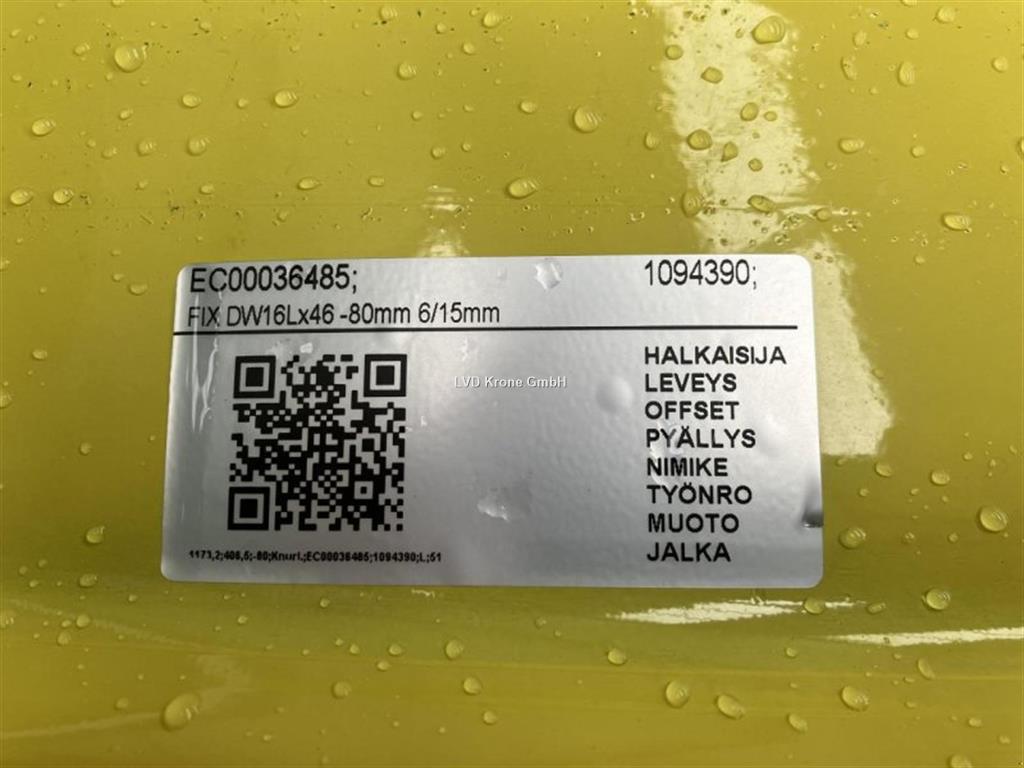 EC00036485; 1094390;
FIX DW16Lx46 -80mm 6/15mm
HALKAISIJA
LVD Krone GmbH
LEVEYS
OFFSET
PYÄLLYS
NIMIKE
TYÖNRO
MUOTO
JALKA
1173,2;406,5;-80;Knurl.;EC00036485;1094390;L;51